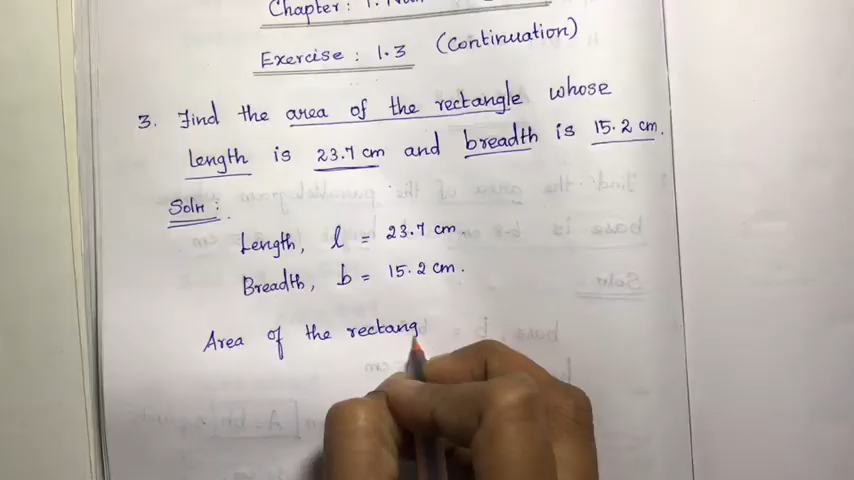 Chapter : 1.
Exercise : 1.3 (Continuation)
3. Find the area of the rectangle whose
Length is 23.7 cm and breadth is 15.2 cm.
Soln :
Length, l = 23.7 cm.
Breadth, b = 15.2 cm.
Area of the rectang